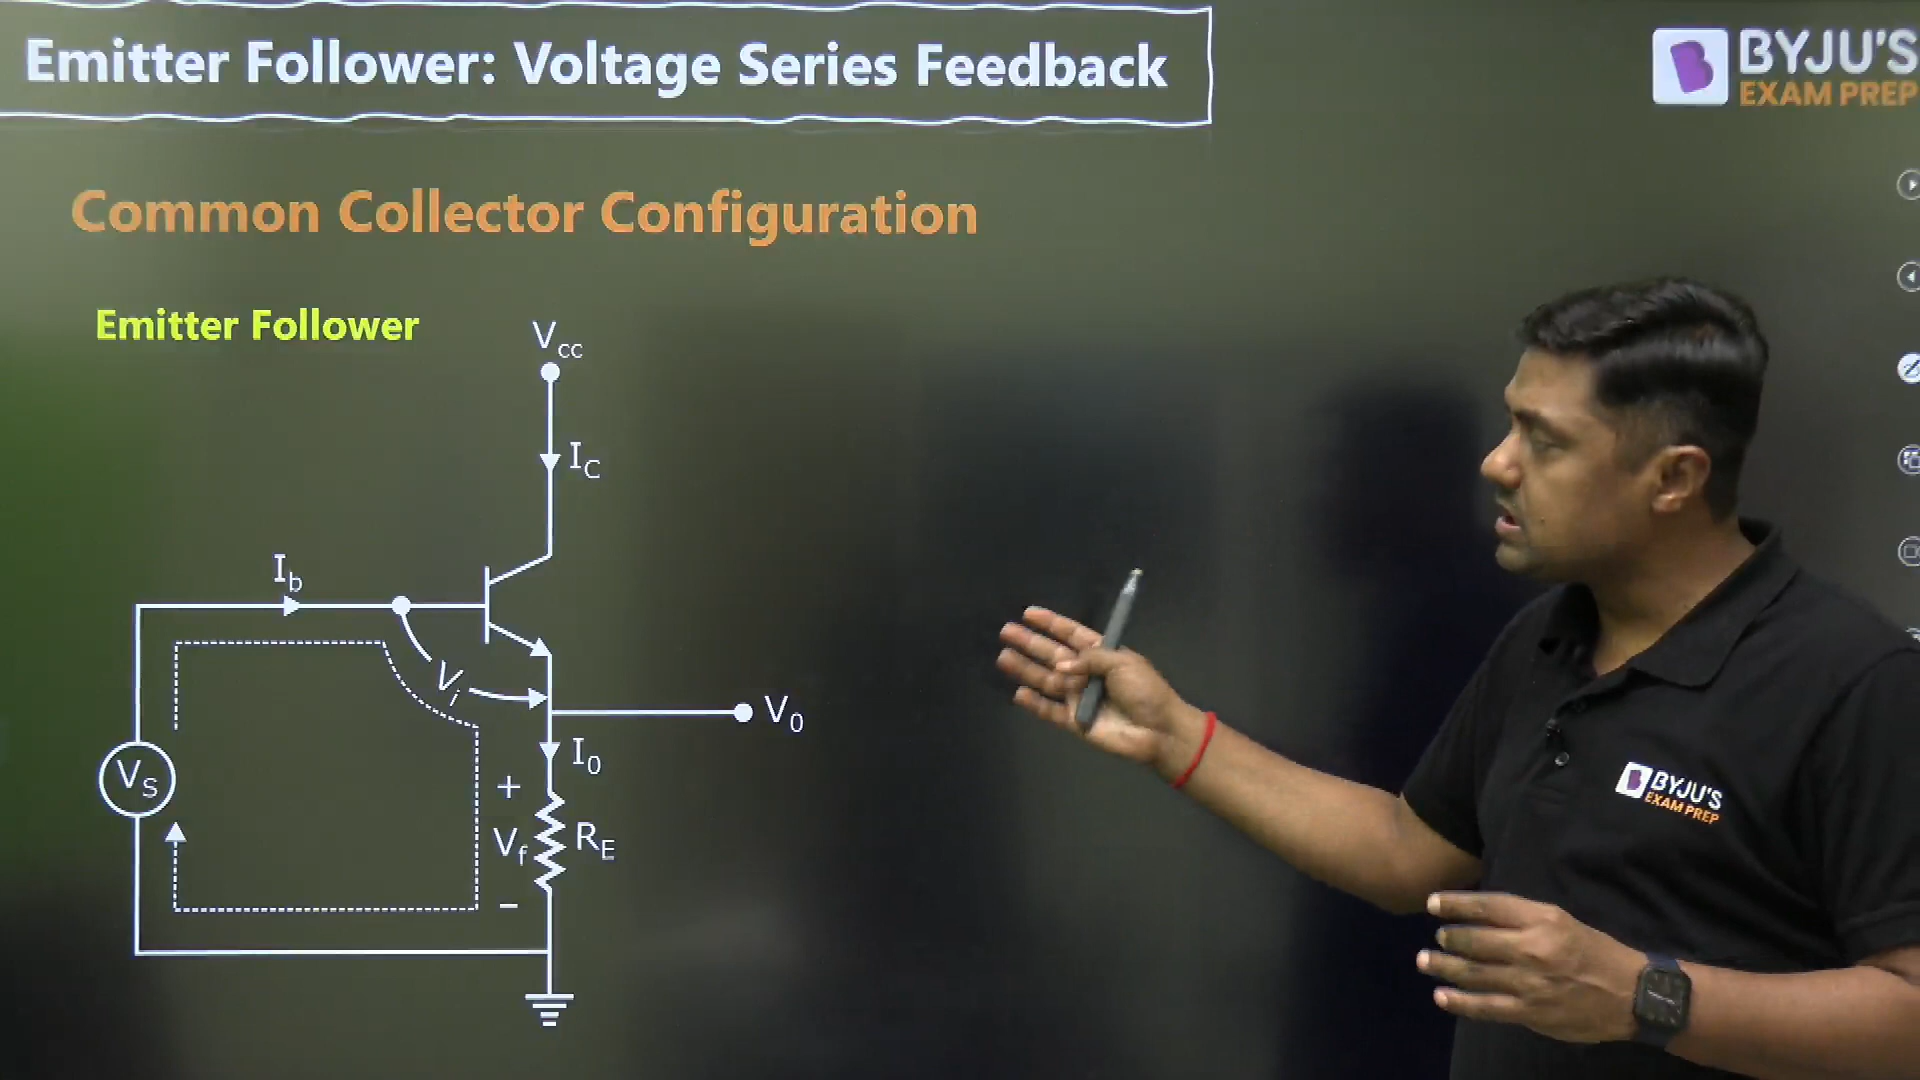 Emitter Follower: Voltage Series Feedback
BYJU'S
EXAM PREP
Common Collector Configuration
Emitter Follower
Vcc
IC
Ib
Vi
V0
I0
VS
+
Vf
RE
−
BYJU'S
EXAM PREP